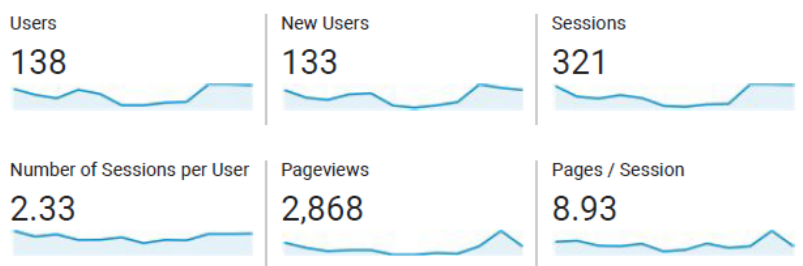 Users
138
New Users
133
Sessions
321
Number of Sessions per User
2.33
Pageviews
2,868
Pages / Session
8.93